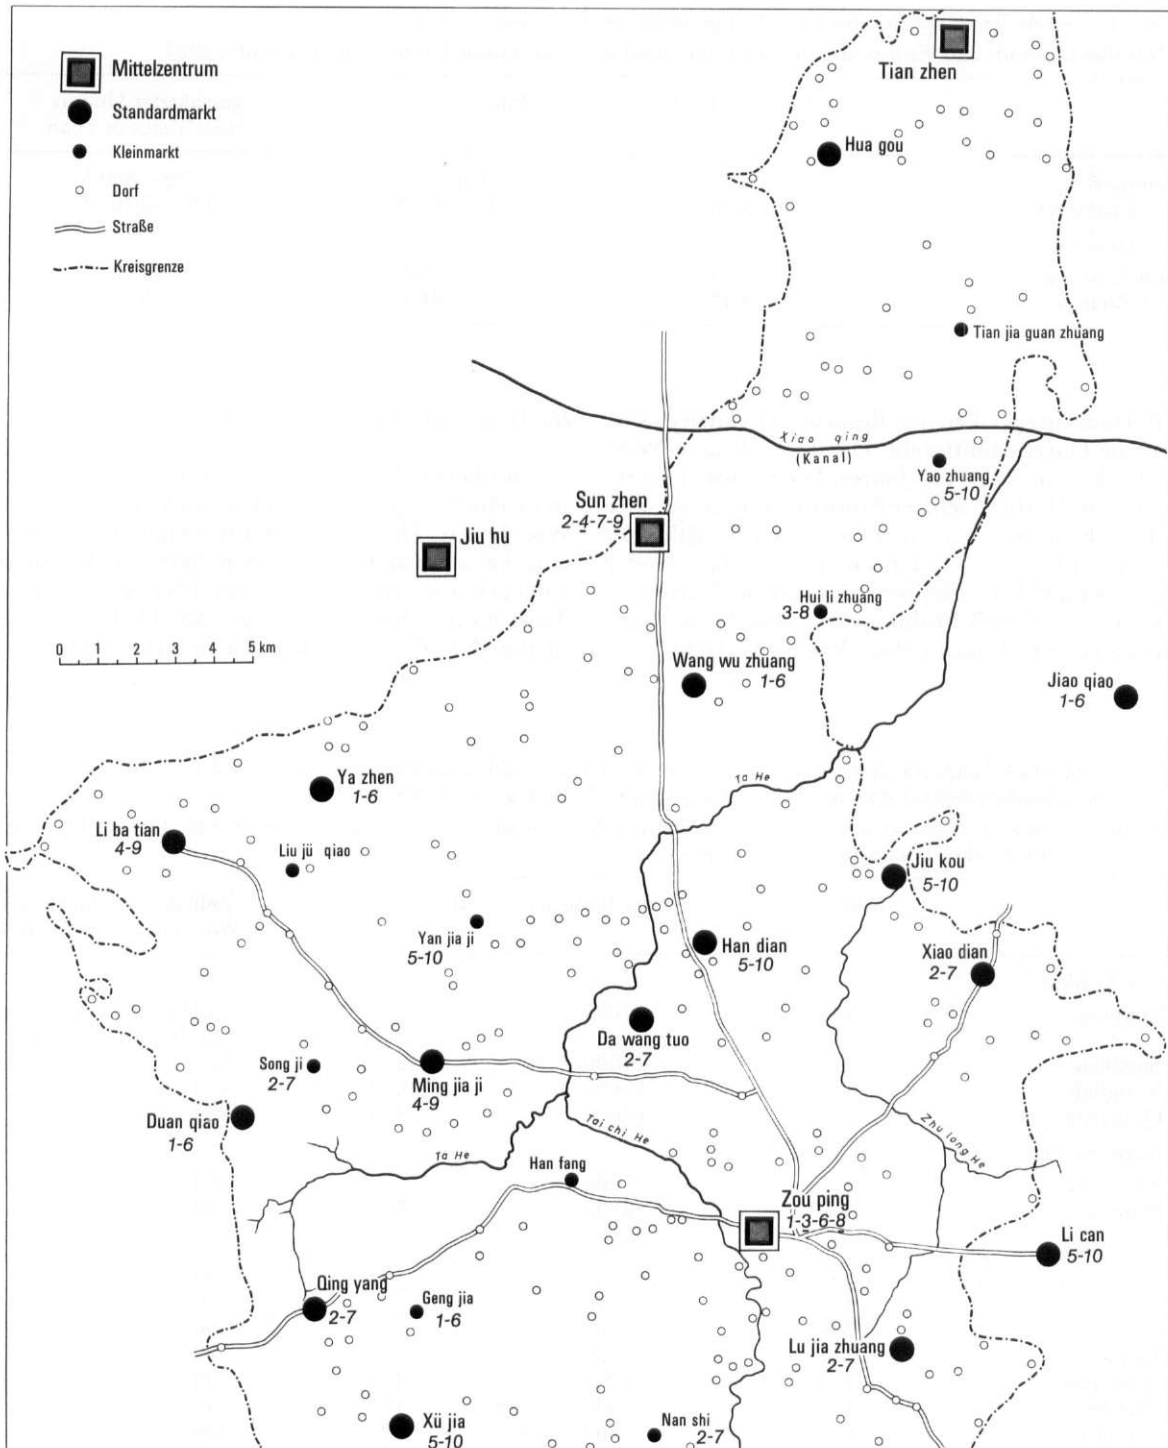 Mittelzentrum
Standardmarkt
Kleinmarkt
Dorf
Straße
Kreisgrenze
Tian zhen
Hua gou
Tian jia guan zhuang
Xiao qing
(Kanal)
Yao zhuang
5-10
Sun zhen
2-4-7-9
Jiu hu
Hui li zhuang
3-8
0 1 2 3 4 5 km
Wang wu zhuang
1-6
Jiao qiao
1-6
Ya zhen
1-6
Ta He
Li ba tian
4-9
Liu jü qiao
Jiu kou
5-10
Yan jia ji
5-10
Han dian
5-10
Xiao dian
2-7
Da wang tuo
2-7
Song ji
2-7
Ming jia ji
4-9
Duan qiao
1-6
Tai chi He
Zhu long He
Ta He
Han fang
Zou ping
1-3-6-8
Li can
5-10
Qing yang
2-7
Geng jia
1-6
Lu jia zhuang
2-7
Xü jia
5-10
Nan shi
2-7